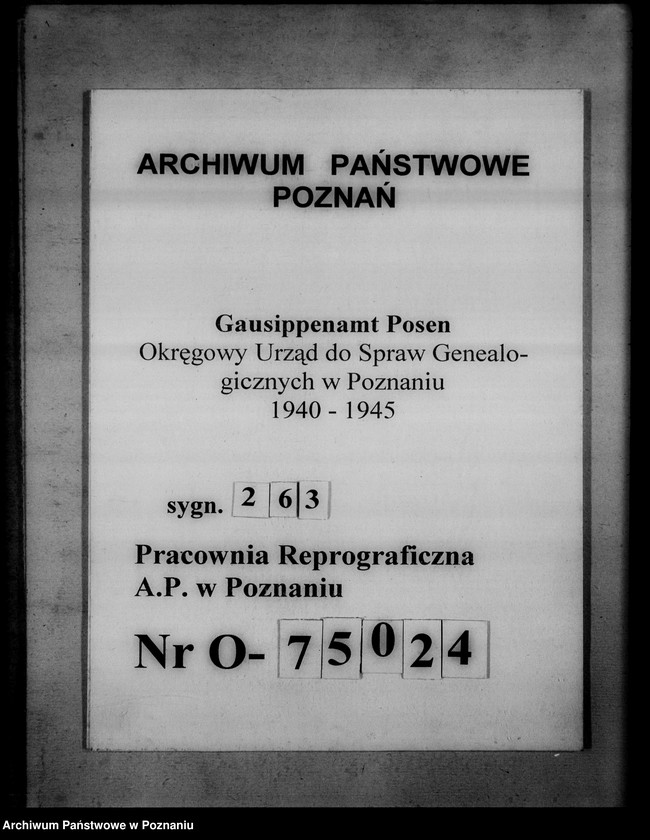 ARCHIWUM PAŃSTWOWE
POZNAŃ
Gausippenamt Posen
Okręgowy Urząd do Spraw Genealo-
gicznych w Poznaniu
1940 - 1945
sygn. 263
Pracownia Reprograficzna
A.P. w Poznaniu
Nr O- 75024
Archiwum Państwowe w Poznaniu